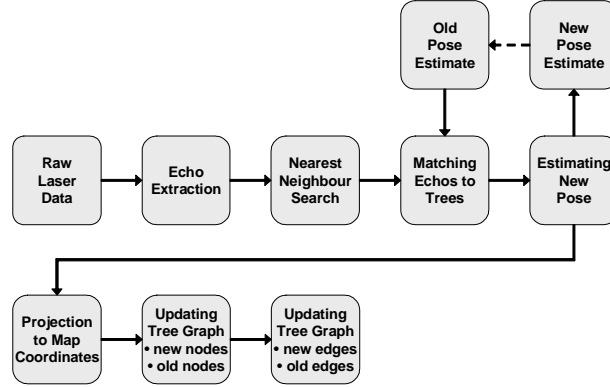 Old
Pose
Estimate
New
Pose
Estimate
Raw
Laser
Data
Echo
Extraction
Nearest
Neighbour
Search
Matching
Echos to
Trees
Estimating
New
Pose
Projection
to Map
Coordinates
Updating
Tree Graph
• new nodes
• old nodes
Updating
Tree Graph
• new edges
• old edges